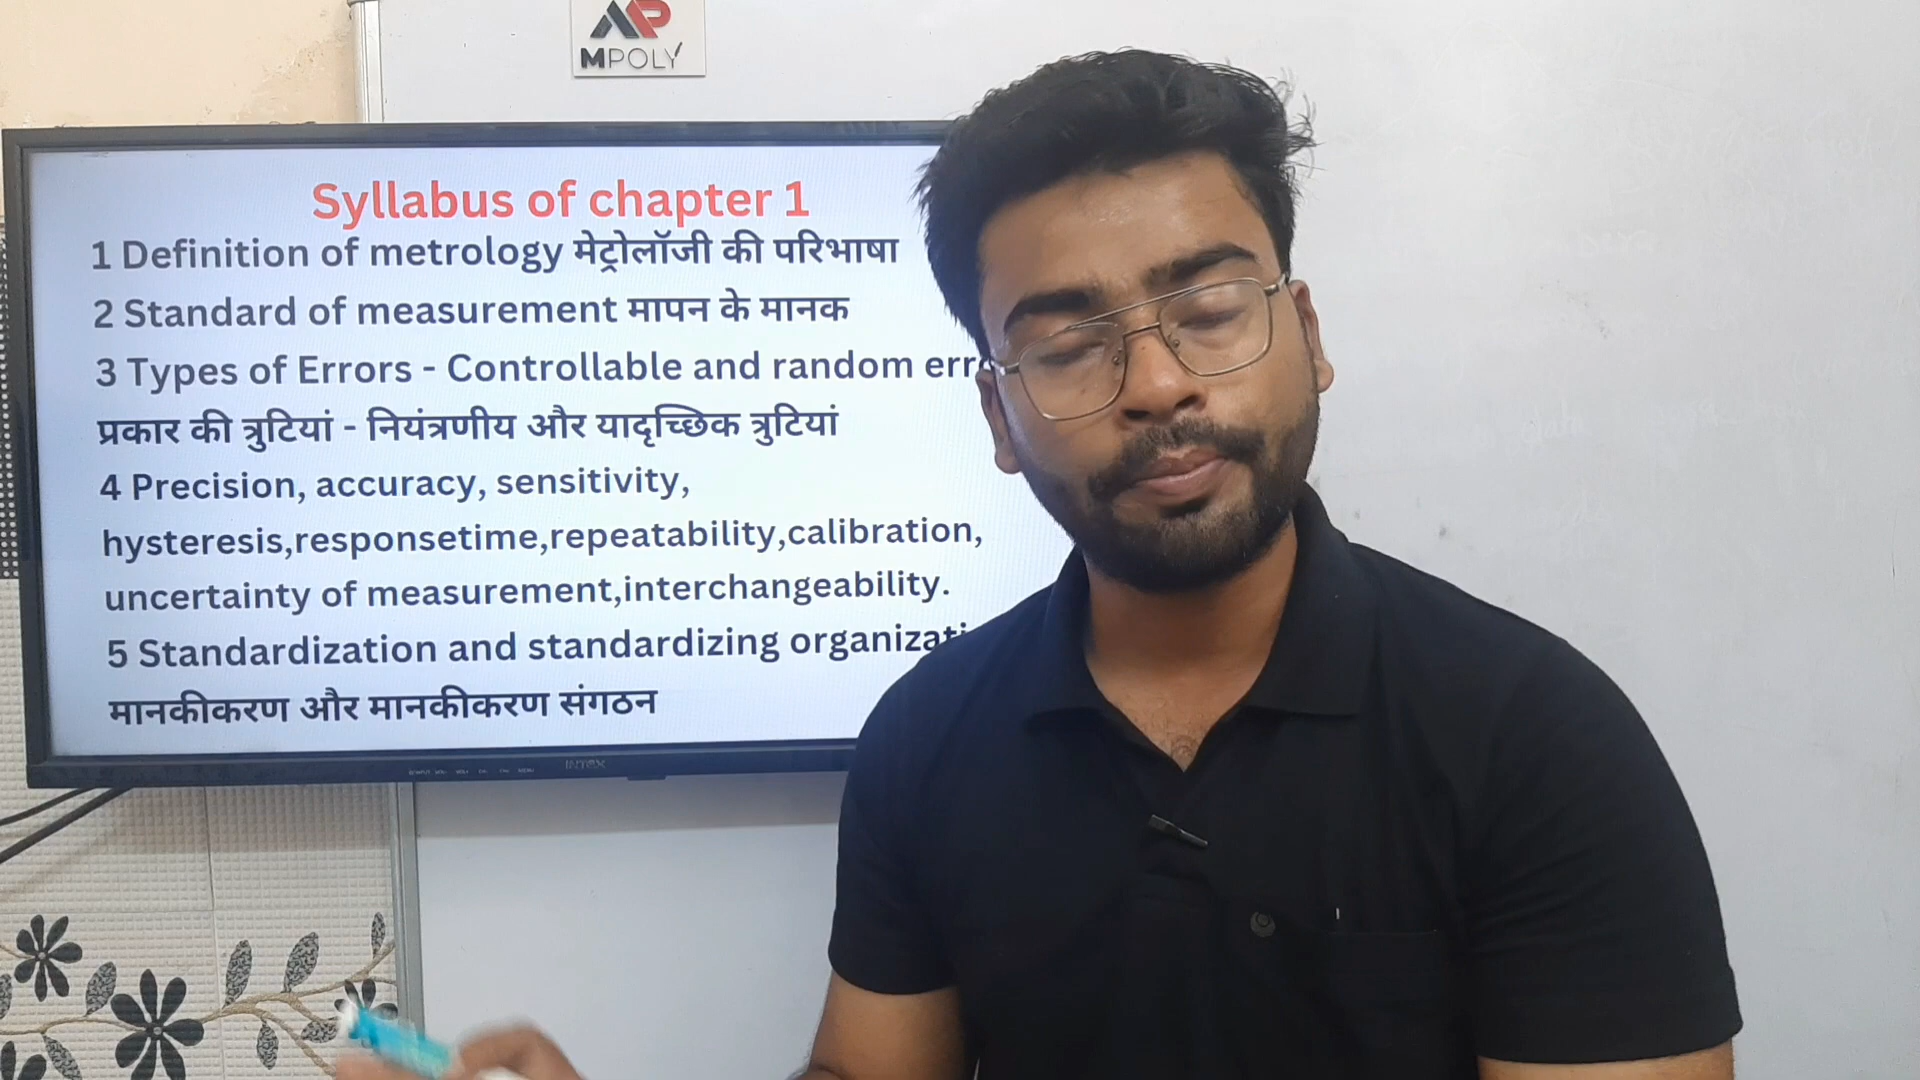 AP
MPOLY
Syllabus of chapter 1
1 Definition of metrology मेट्रोलॉजी की परिभाषा
2 Standard of measurement मापन के मानक
3 Types of Errors - Controllable and random
प्रकार की त्रुटियां - नियंत्रणीय और यादृच्छिक त्रुटियां
4 Precision, accuracy, sensitivity,
hysteresis,responsetime,repeatability,calibration,
uncertainty of measurement,interchangeability.
5 Standardization and standardizing
मानकीकरण और मानकीकरण संगठन
INTEX